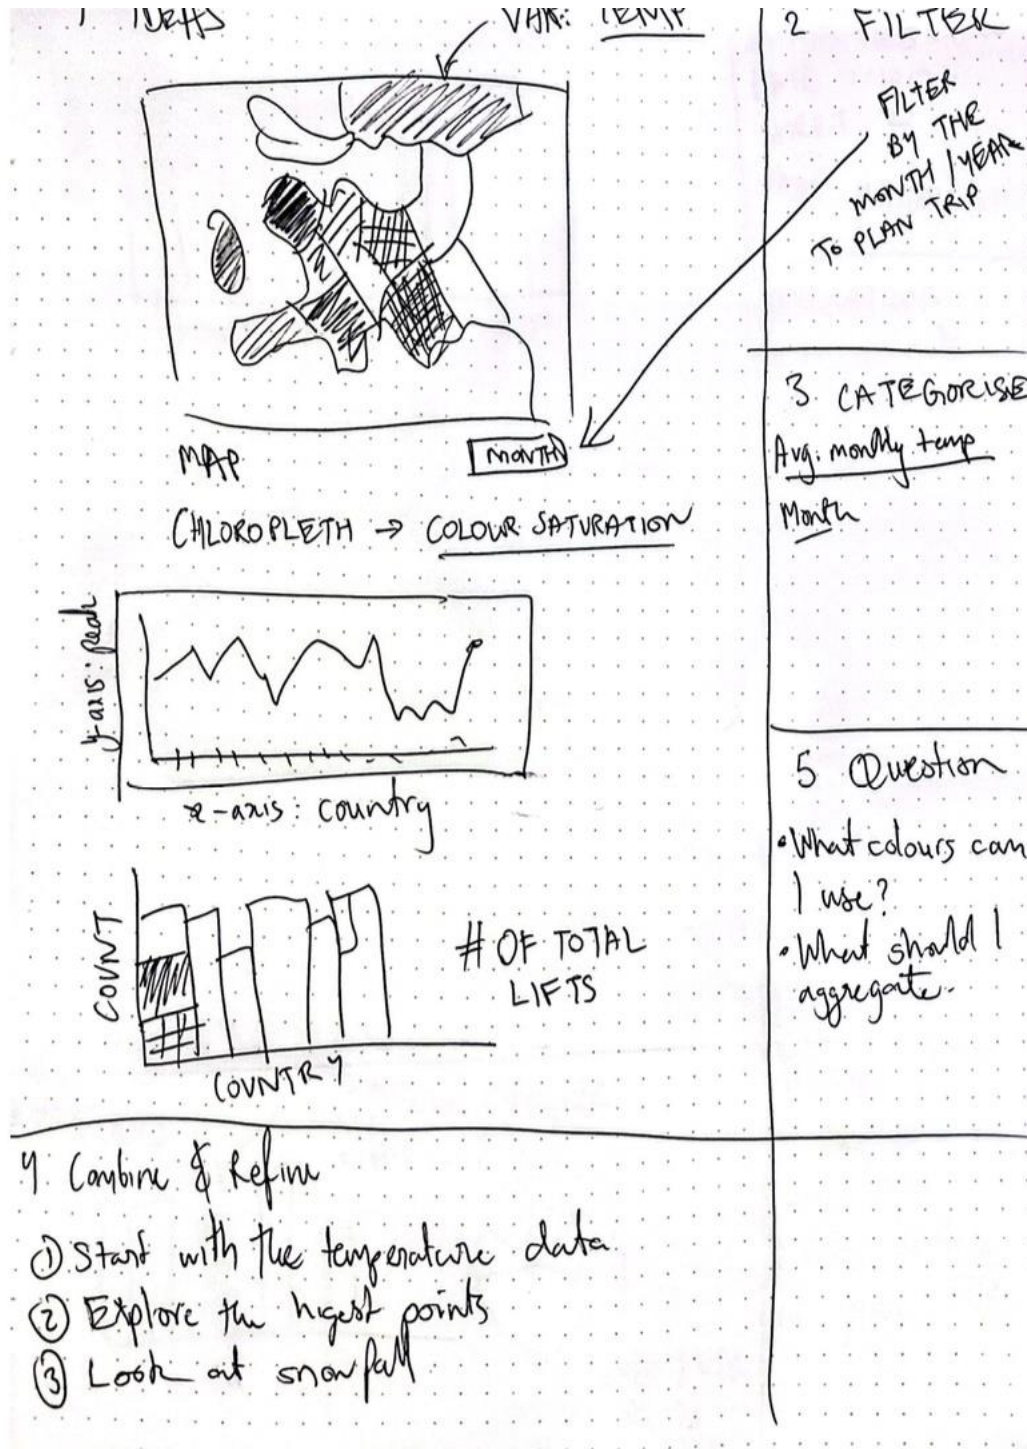 1 IDEAS
VAR: TEMP
MAP
MONTH
CHLOROPLETH → COLOUR SATURATION
y-axis: Peak
x-axis: country
COUNT
COUNTRY
# OF TOTAL
LIFTS
2 FILTER
FILTER
BY THE
MONTH/YEAR
TO PLAN TRIP
3 CATEGORISE
Avg. monthly temp
Month
4. Combine & Refine
① Start with the temperature data
② Explore the higest points
③ Look at snowfall
5 Question
• What colours can
I use?
• What should I
aggregate.